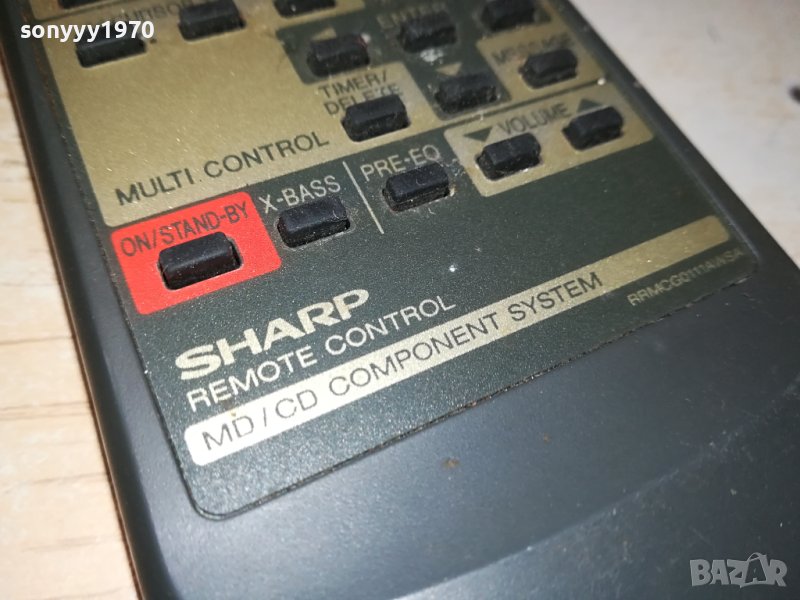 sonyyy1970
ENTER
TIMER/
DELETE
MULTI CONTROL
VOLUME
PRE-EQ
X-BASS
ON/STAND-BY
SHARP
REMOTE CONTROL
MD/CD COMPONENT SYSTEM
BAZAR